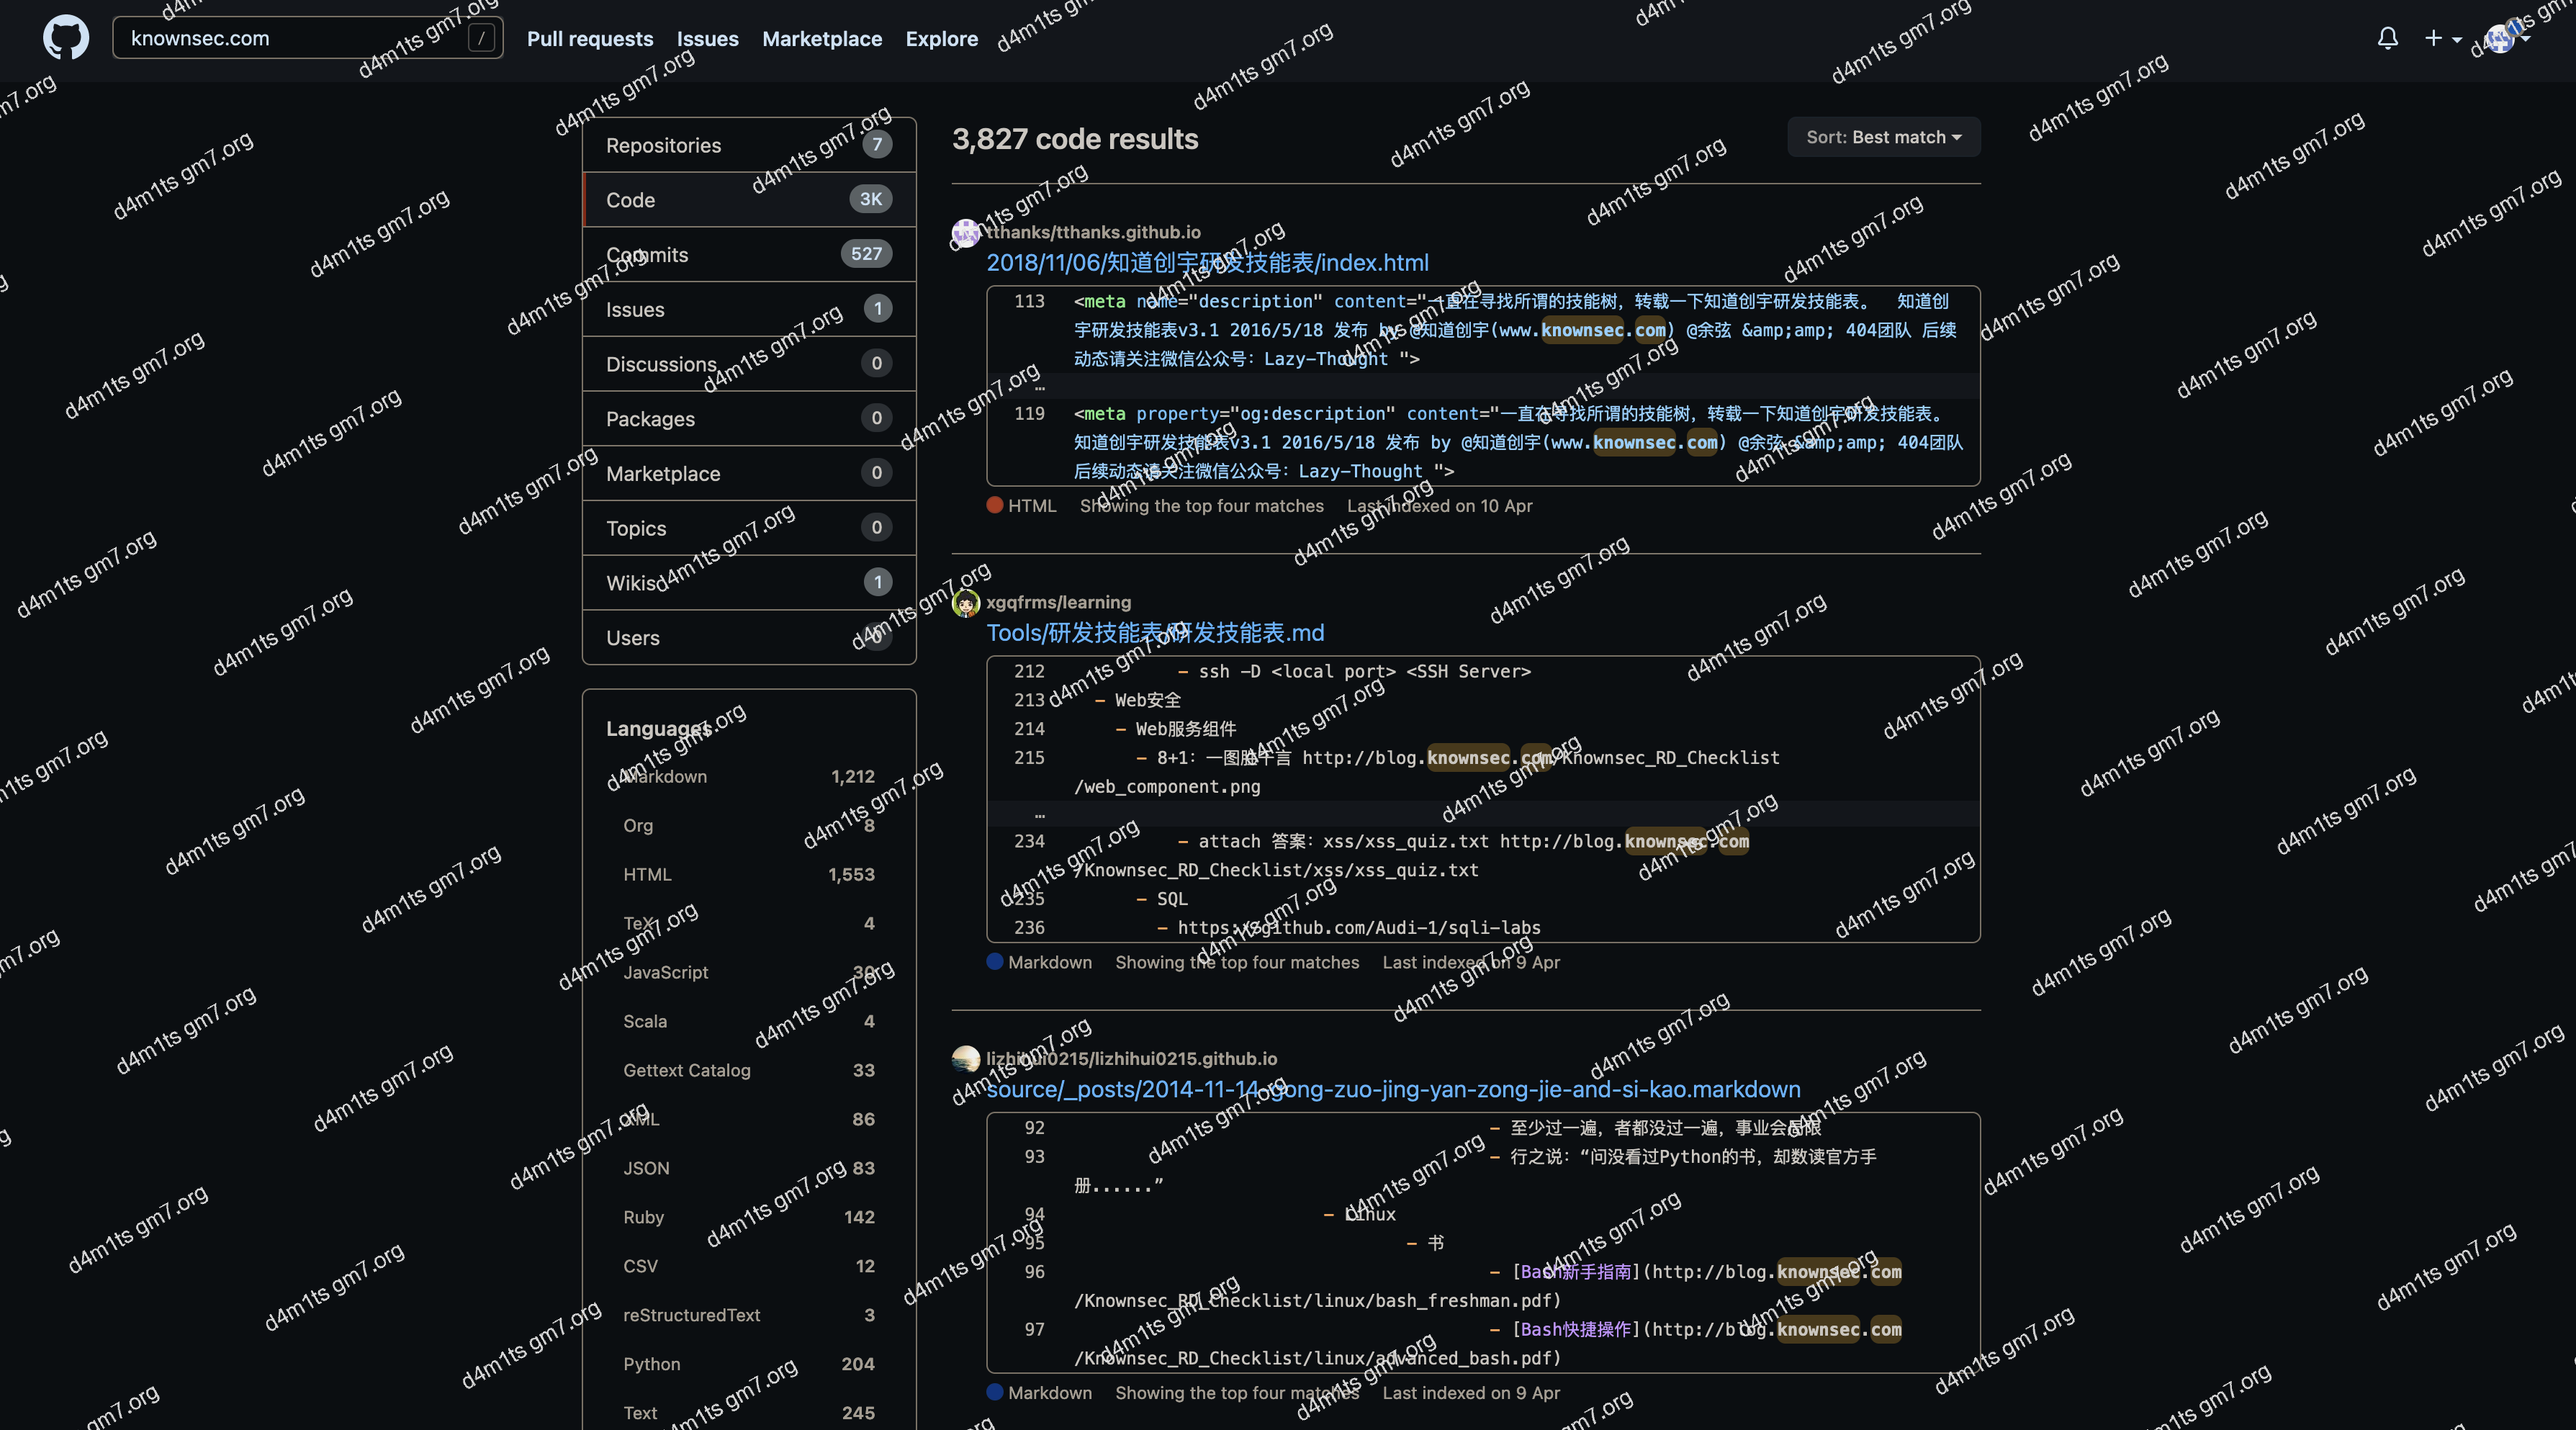 knownsec.com /
Pull requests Issues Marketplace Explore
Repositories 7
Code 3K
Commits 527
Issues 1
Discussions 0
Packages 0
Marketplace 0
Topics 0
Wikis 1
Users 0
Languages
Markdown 1,212
Org 8
HTML 1,553
TeX 4
JavaScript 30
Scala 4
Gettext Catalog 33
XML 86
JSON 83
Ruby 142
CSV 12
reStructuredText 3
Python 204
Text 245
3,827 code results
Sort: Best match
tthanks/tthanks.github.io
2018/11/06/知道创宇研发技能表/index.html
113 <meta name="description" content="一直在寻找所谓的技能树，转载一下知道创宇研发技能表。 知道创
宇研发技能表v3.1 2016/5/18 发布 by @知道创宇(www.knownsec.com) @余弦 &amp;amp; 404团队 后续
动态请关注微信公众号：Lazy-Thought ">
…
119 <meta property="og:description" content="一直在寻找所谓的技能树，转载一下知道创宇研发技能表。
知道创宇研发技能表v3.1 2016/5/18 发布 by @知道创宇(www.knownsec.com) @余弦 &amp;amp; 404团队
后续动态请关注微信公众号：Lazy-Thought ">
HTML Showing the top four matches Last indexed on 10 Apr
xgqfrms/learning
Tools/研发技能表/研发技能表.md
212 - ssh -D <local port> <SSH Server>
213 - Web安全
214 - Web服务组件
215 - 8+1：一图胜千言 http://blog.knownsec.com/Knownsec_RD_Checklist
/web_component.png
…
234 - attach 答案：xss/xss_quiz.txt http://blog.knownsec.com
/Knownsec_RD_Checklist/xss/xss_quiz.txt
235 - SQL
236 - https://github.com/Audi-1/sqli-labs
Markdown Showing the top four matches Last indexed on 9 Apr
lizhihui0215/lizhihui0215.github.io
source/_posts/2014-11-14-gong-zuo-jing-yan-zong-jie-and-si-kao.markdown
92 - 至少过一遍，者都没过一遍，事业会局限
93 - 行之说：“问没看过Python的书，却数读官方手
册......”
94 - Linux
95 - 书
96 - [Bash新手指南](http://blog.knownsec.com
/Knownsec_RD_Checklist/linux/bash_freshman.pdf)
97 - [Bash快捷操作](http://blog.knownsec.com
/Knownsec_RD_Checklist/linux/advanced_bash.pdf)
Markdown Showing the top four matches Last indexed on 9 Apr
d4m1ts gm7.org